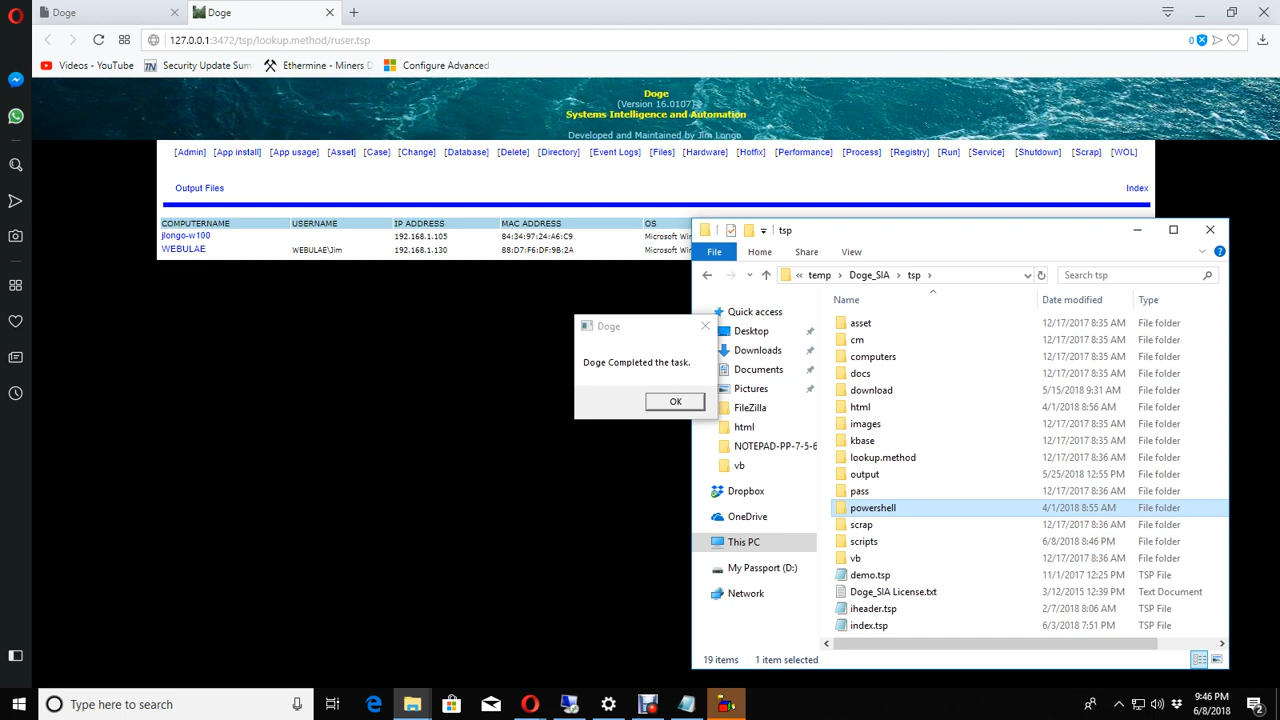 Doge
Doge
127.0.0.1:3472/tsp/lookup.method/ruser.tsp
0
Videos - YouTube
Security Update Sum
Ethermine - Miners D
Configure Advanced
Doge
(Version 16.0107)
Systems Intelligence and Automation
Developed and Maintained by Jim Longo
[Admin] [App install] [App usage] [Asset] [Case] [Change] [Database] [Delete] [Directory] [Event Logs] [Files] [Hardware] [Hotfix] [Performance] [Process] [Registry] [Run] [Service] [Shutdown] [Scrap] [WOL]
Output Files Index
COMPUTERNAME USERNAME IP ADDRESS MAC ADDRESS OS
jlongo-w100 192.168.1.105 84:34:97:24:A6:C9 Microsoft Win
WEBULAE WEBULAE\Jim 192.168.1.130 88:D7:F6:DF:9B:2A Microsoft Win
Doge
Doge Completed the task.
OK
tsp
File Home Share View
« temp Doge_SIA tsp
Search tsp
Quick access
Desktop
Downloads
Documents
Pictures
FileZilla
html
NOTEPAD-PP-7-5-6
vb
Dropbox
OneDrive
This PC
My Passport (D:)
Network
Name Date modified Type
asset 12/17/2017 8:35 AM File folder
cm 12/17/2017 8:35 AM File folder
computers 12/17/2017 8:35 AM File folder
docs 12/17/2017 8:35 AM File folder
download 5/15/2018 9:31 AM File folder
html 4/1/2018 8:56 AM File folder
images 12/17/2017 8:35 AM File folder
kbase 12/17/2017 8:35 AM File folder
lookup.method 12/17/2017 8:36 AM File folder
output 5/25/2018 12:55 PM File folder
pass 12/17/2017 8:36 AM File folder
powershell 4/1/2018 8:55 AM File folder
scrap 12/17/2017 8:36 AM File folder
scripts 6/8/2018 8:46 PM File folder
vb 12/17/2017 8:36 AM File folder
demo.tsp 11/1/2017 12:25 PM TSP File
Doge_SIA License.txt 3/12/2015 12:39 PM Text Document
iheader.tsp 2/7/2018 8:06 AM TSP File
index.tsp 6/3/2018 7:51 PM TSP File
19 items 1 item selected
Type here to search
9:46 PM
6/8/2018
2